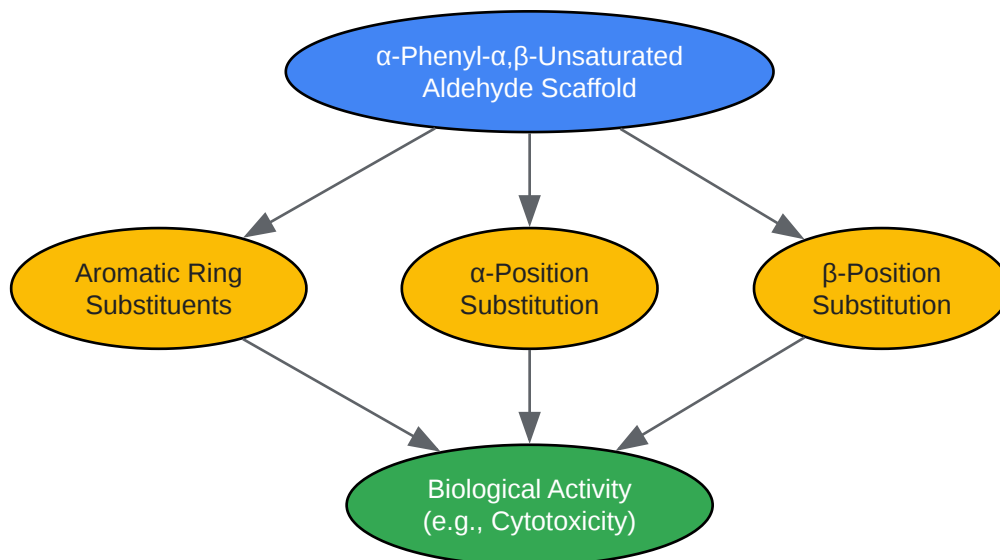 α-Phenyl-α,β-Unsaturated
Aldehyde Scaffold
Aromatic Ring
Substituents
α-Position
Substitution
β-Position
Substitution
Biological Activity
(e.g., Cytotoxicity)